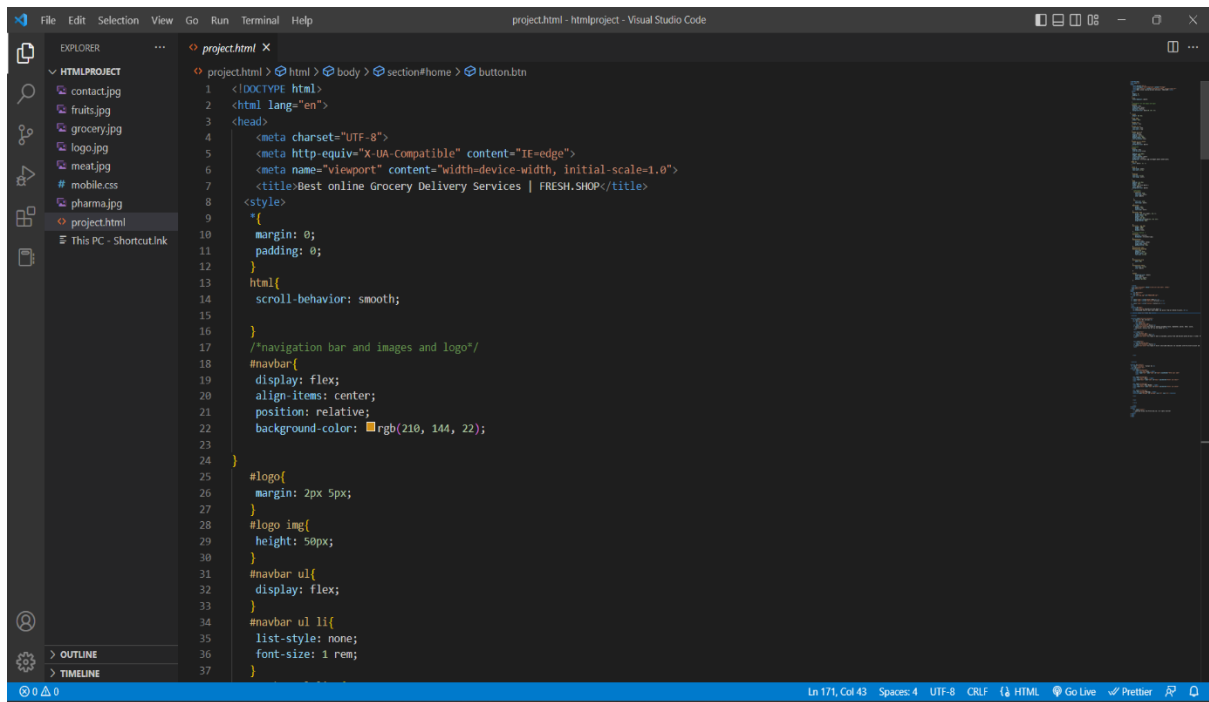 File Edit Selection View Go Run Terminal Help project.html - htmlproject - Visual Studio Code
EXPLORER ...
project.html
HTMLPROJECT
contact.jpg
fruits.jpg
grocery.jpg
logo.jpg
meat.jpg
# mobile.css
pharma.jpg
<> project.html
This PC - Shortcut.lnk
OUTLINE
TIMELINE
project.html > html > body > section#home > button.btn
1 <!DOCTYPE html>
2 <html lang="en">
3 <head>
4 <meta charset="UTF-8">
5 <meta http-equiv="X-UA-Compatible" content="IE=edge">
6 <meta name="viewport" content="width=device-width, initial-scale=1.0">
7 <title>Best online Grocery Delivery Services | FRESH.SHOP</title>
8 <style>
9 *{
10 margin: 0;
11 padding: 0;
12 }
13 html{
14 scroll-behavior: smooth;
15
16 }
17 /*navigation bar and images and logo*/
18 #navbar{
19 display: flex;
20 align-items: center;
21 position: relative;
22 background-color: rgb(210, 144, 22);
23
24 }
25 #logo{
26 margin: 2px 5px;
27 }
28 #logo img{
29 height: 50px;
30 }
31 #navbar ul{
32 display: flex;
33 }
34 #navbar ul li{
35 list-style: none;
36 font-size: 1 rem;
37 }
0 0 Ln 171, Col 43 Spaces: 4 UTF-8 CRLF HTML Go Live Prettier